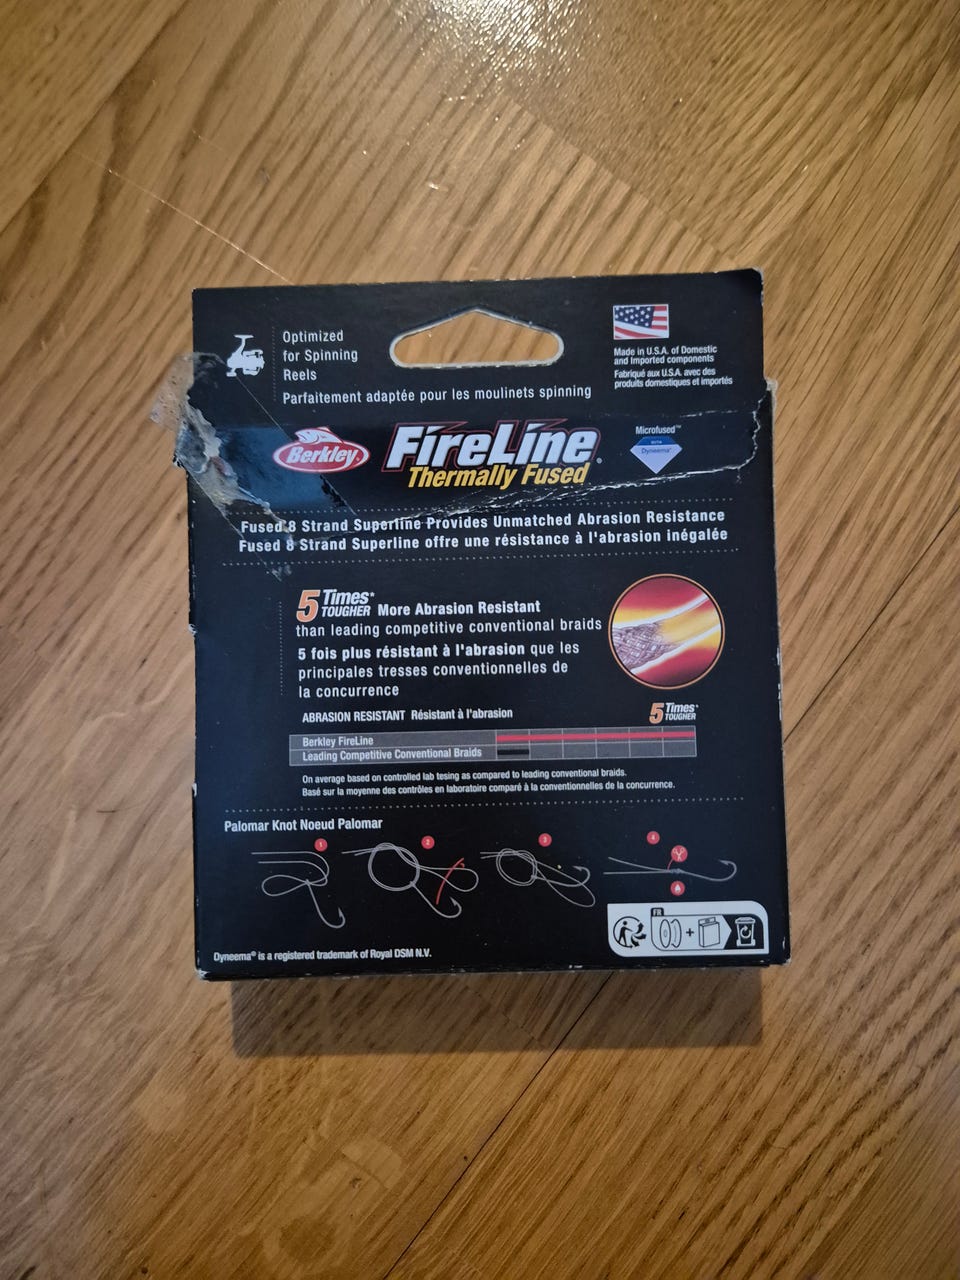 Optimized
for Spinning
Reels
Parfaitement adaptée pour les moulinets spinning
Made in U.S.A. of Domestic
and Imported components
Fabriqué aux U.S.A. avec des
produits domestiques et importés
Berkley
FireLine®
Thermally Fused
Microfused™
WITH
Dyneema®
Fused 8 Strand Superline Provides Unmatched Abrasion Resistance
Fused 8 Strand Superline offre une résistance à l'abrasion inégalée
5 Times* TOUGHER More Abrasion Resistant
than leading competitive conventional braids
5 fois plus résistant à l'abrasion que les
principales tresses conventionnelles de
la concurrence
ABRASION RESISTANT Résistant à l'abrasion
5 Times* TOUGHER
Berkley FireLine
Leading Competitive Conventional Braids
On average based on controlled lab tesing as compared to leading conventional braids.
Basé sur la moyenne des contrôles en laboratoire comparé à la conventionnelles de la concurrence.
Palomar Knot Noeud Palomar
1
2
3
4
FR
Dyneema® is a registered trademark of Royal DSM N.V.